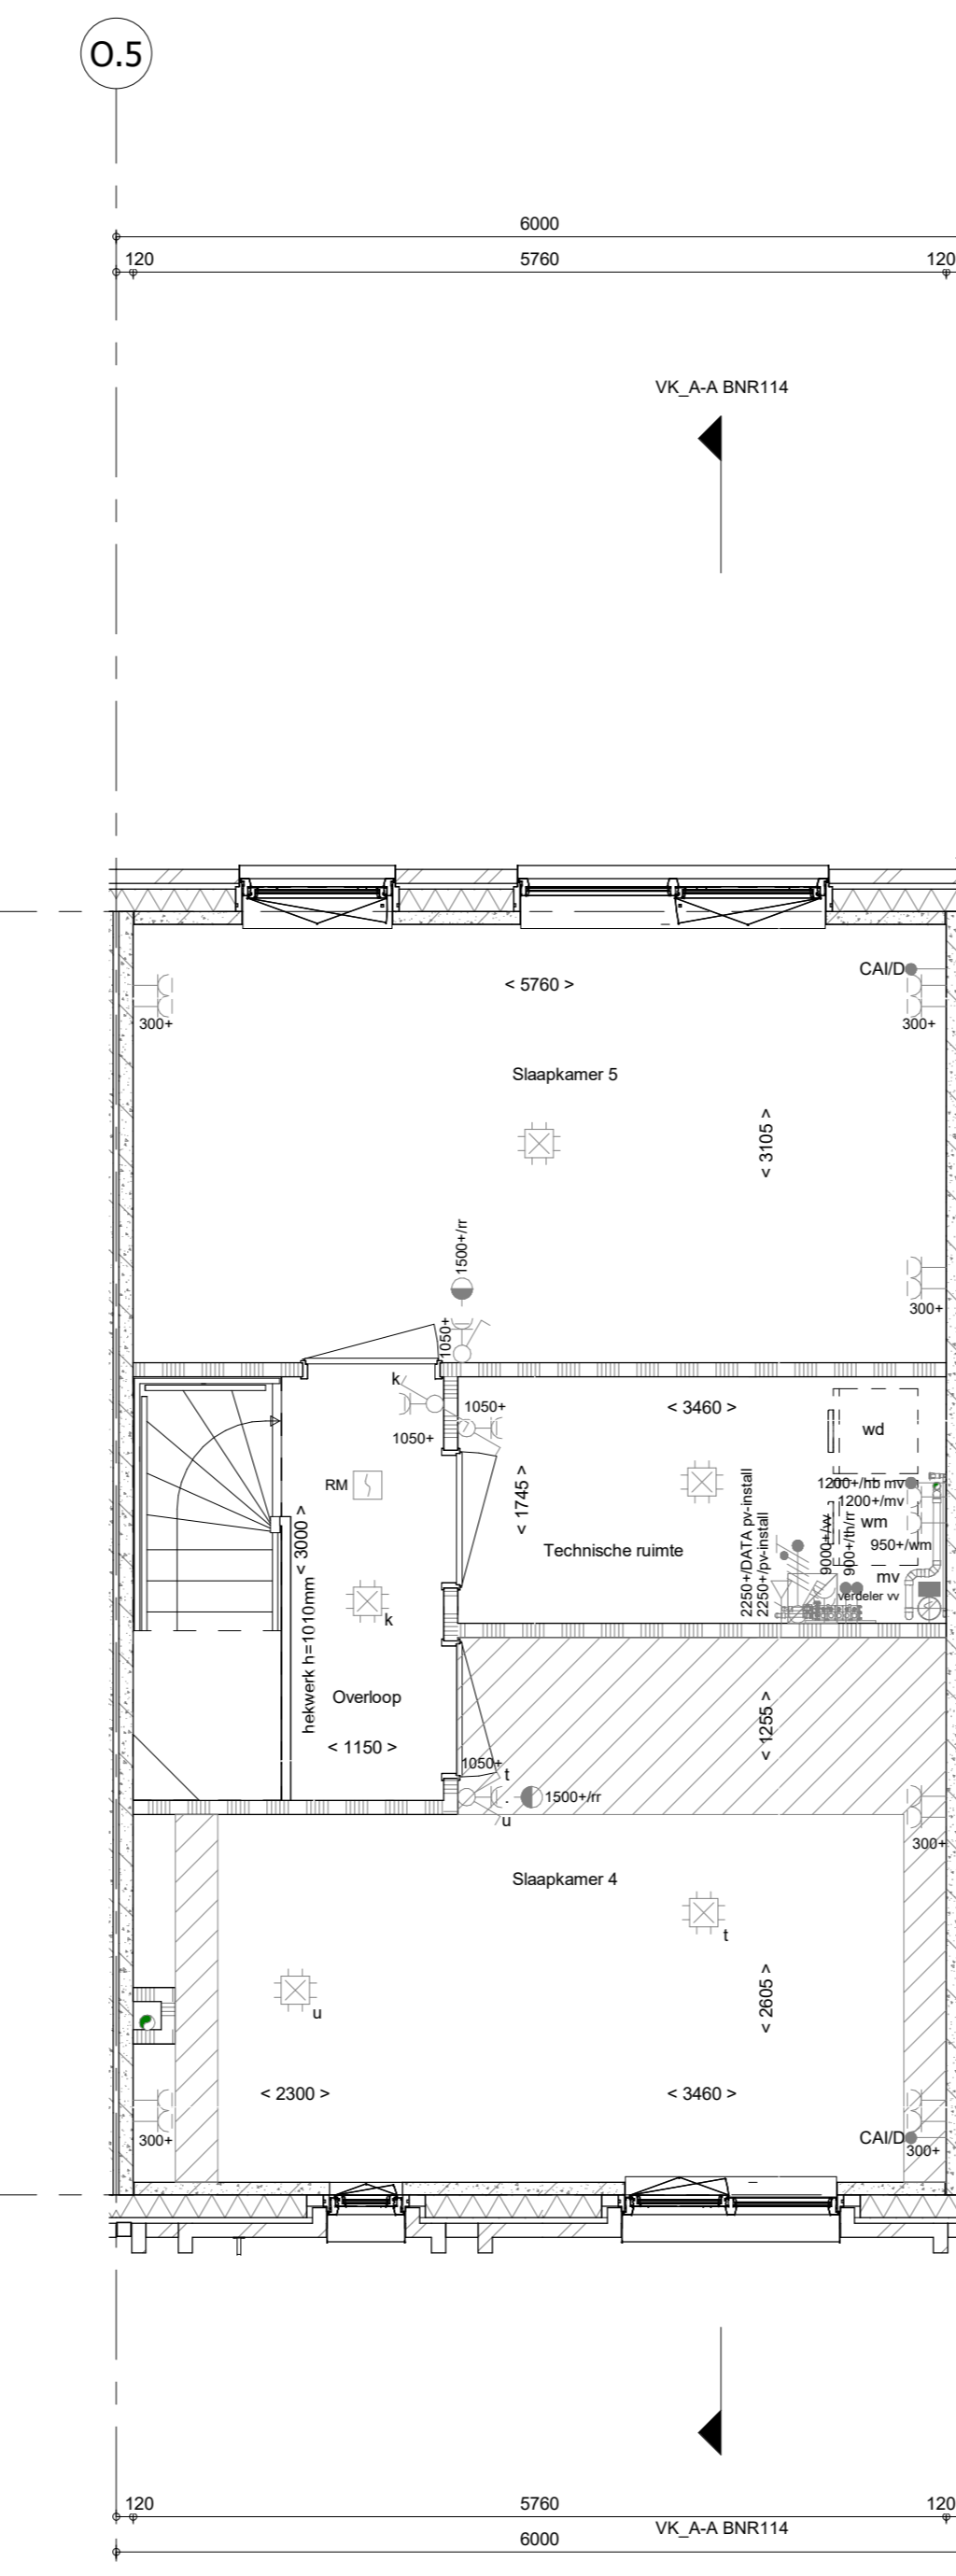 O.5
6000
120
5760
120
VK_A-A BNR114
< 5760 >
CAI/D
300+
300+
Slaapkamer 5
< 3105 >
1500+/rr
300+
1050+
k
1050+
1050+
< 3460 >
wd
RM
< 1745 >
1200+/hb mv
1200+/mv
wm
950+/wm
Technische ruimte
2250+/DATA pv-install
2250+/pv-install
9000+/vv
900+/th/rr
mv
verdeler vv
< 3000 >
hekwerk h=1010mm
k
Overloop
< 1150 >
< 1255 >
1050+
t
1500+/rr
u
300+
Slaapkamer 4
t
< 2605 >
u
< 2300 >
< 3460 >
300+
CAI/D
300+
120
5760
120
VK_A-A BNR114
6000